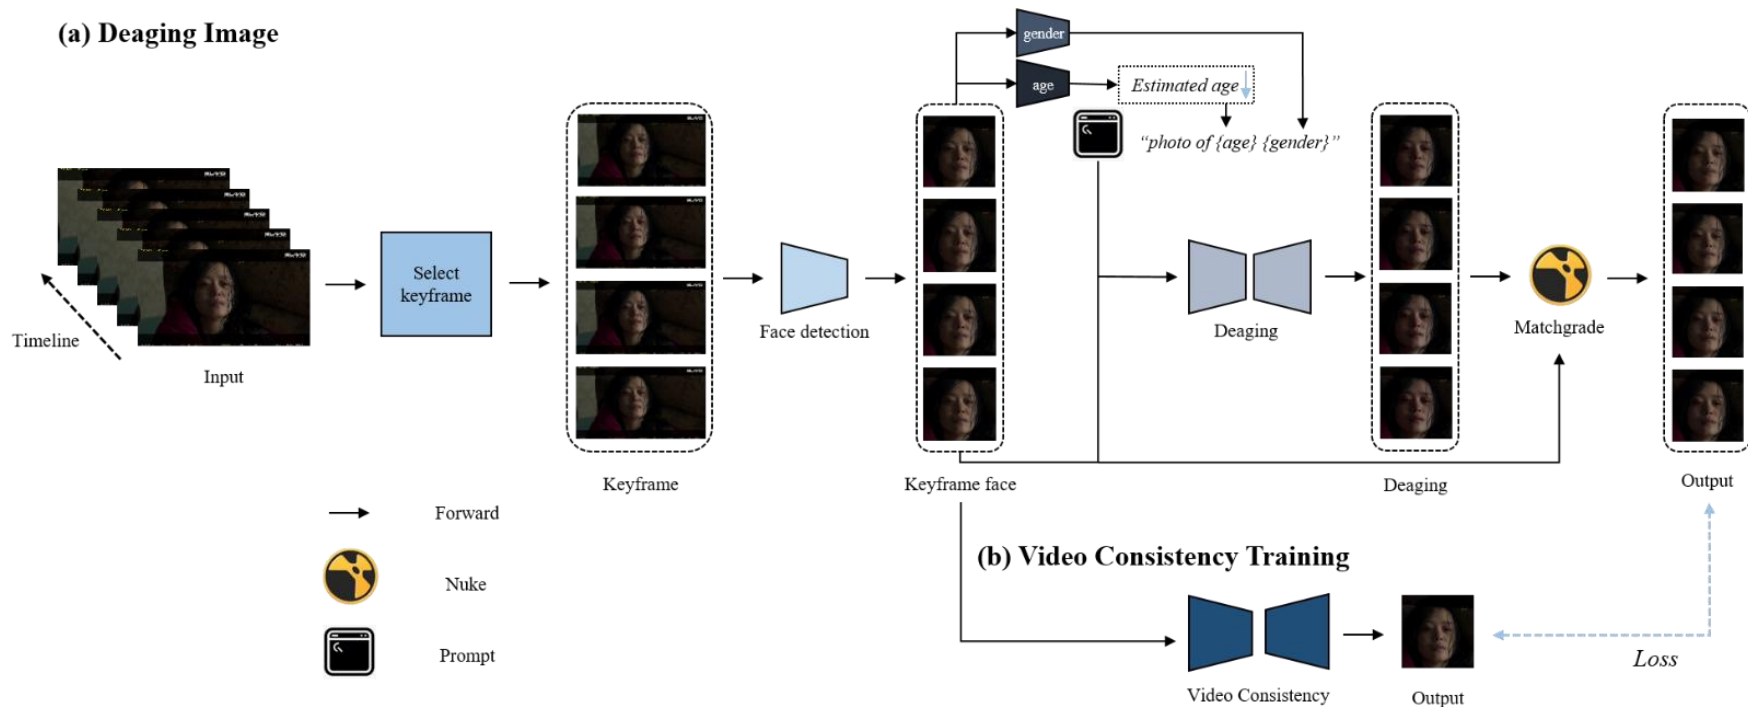 (a) Deaging Image
gender
age
Estimated age
“photo of {age} {gender}”
Select
keyframe
Timeline
Input
Face detection
Deaging
Matchgrade
Keyframe
Keyframe face
Deaging
Output
Forward
Nuke
Prompt
(b) Video Consistency Training
Loss
Video Consistency
Output